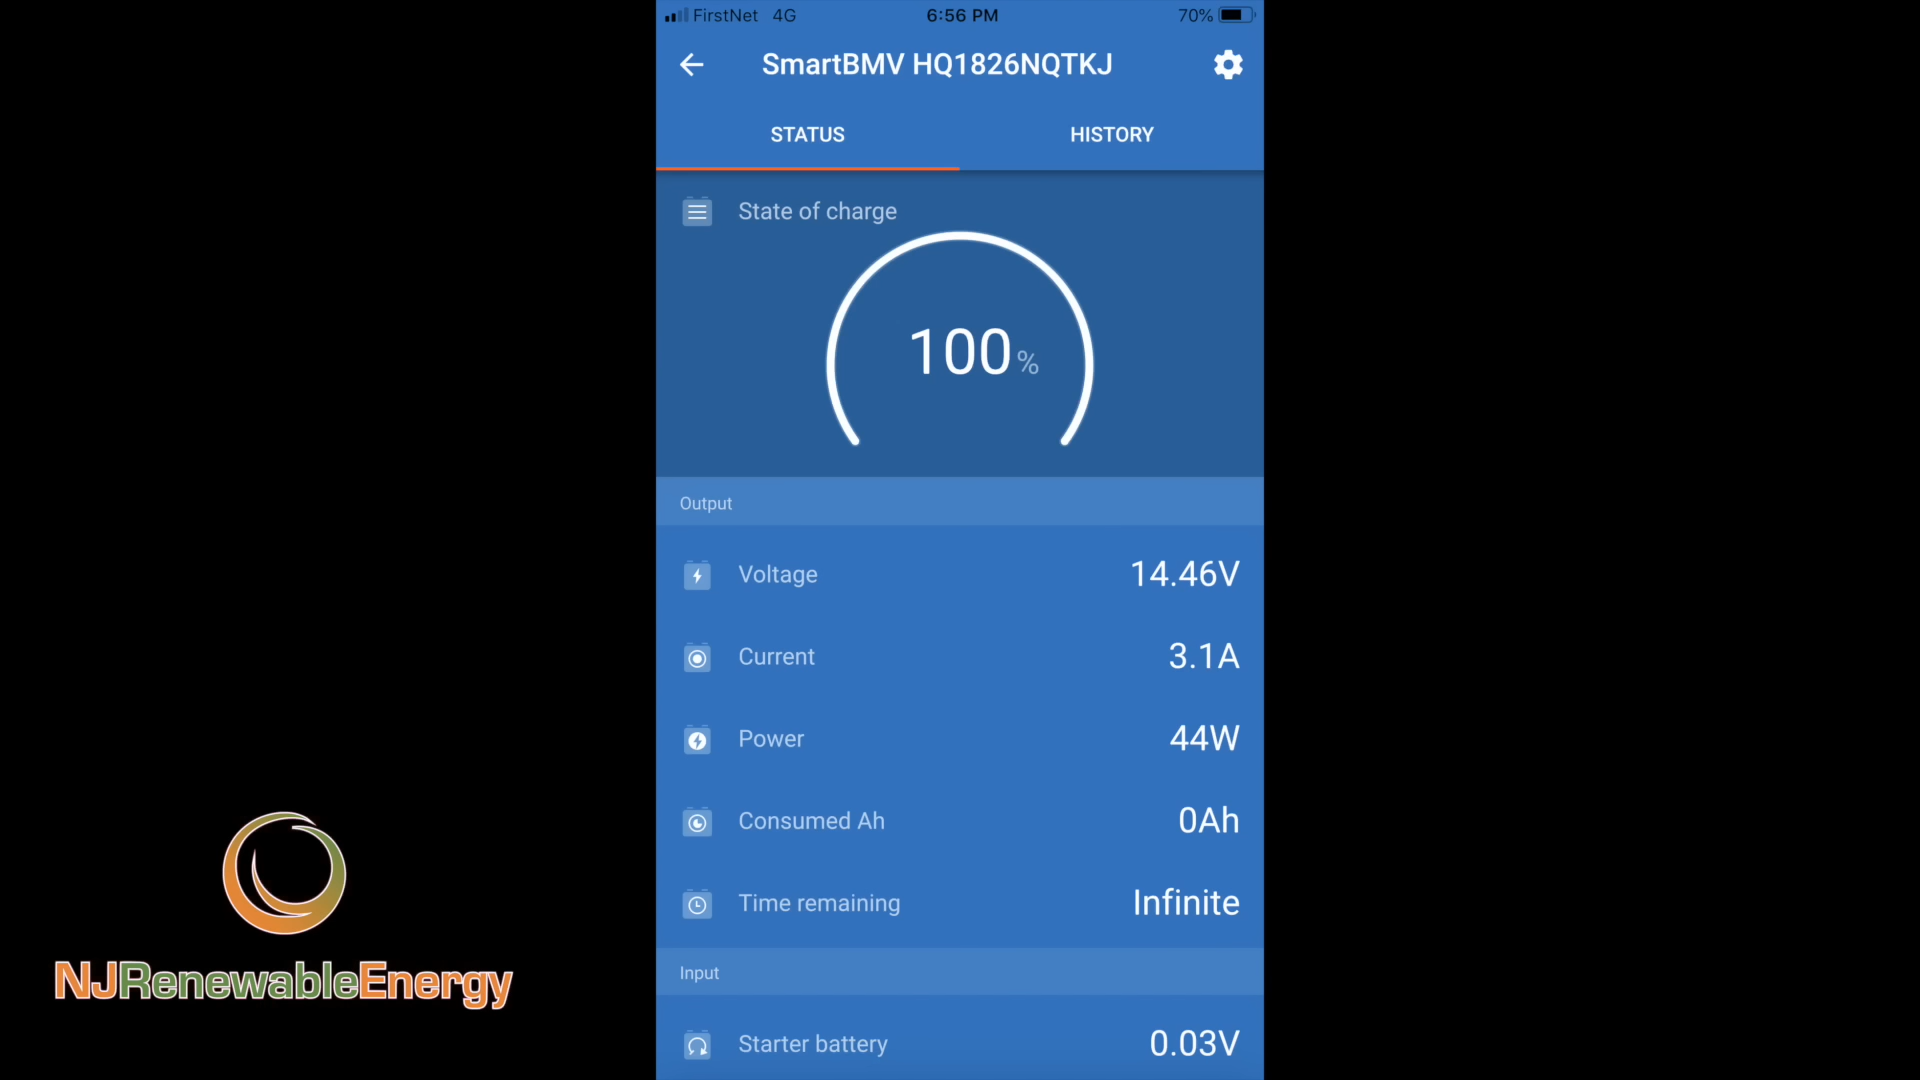 FirstNet 4G 6:56 PM 70%
SmartBMV HQ1826NQTKJ
STATUS HISTORY
State of charge
100%
Output
Voltage 14.46V
Current 3.1A
Power 44W
Consumed Ah 0Ah
Time remaining Infinite
Input
Starter battery 0.03V
NJRenewableEnergy